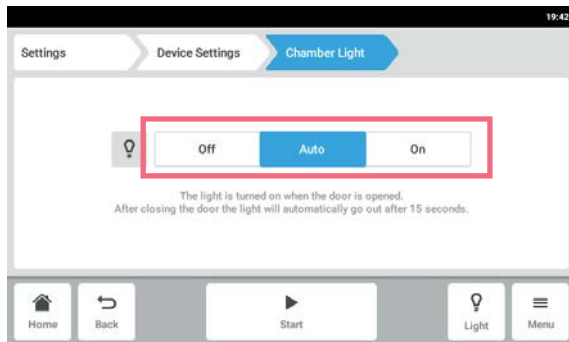 19:42
Settings Device Settings Chamber Light
Off Auto On
The light is turned on when the door is opened.
After closing the door the light will automatically go out after 15 seconds.
Home Back Start Light Menu